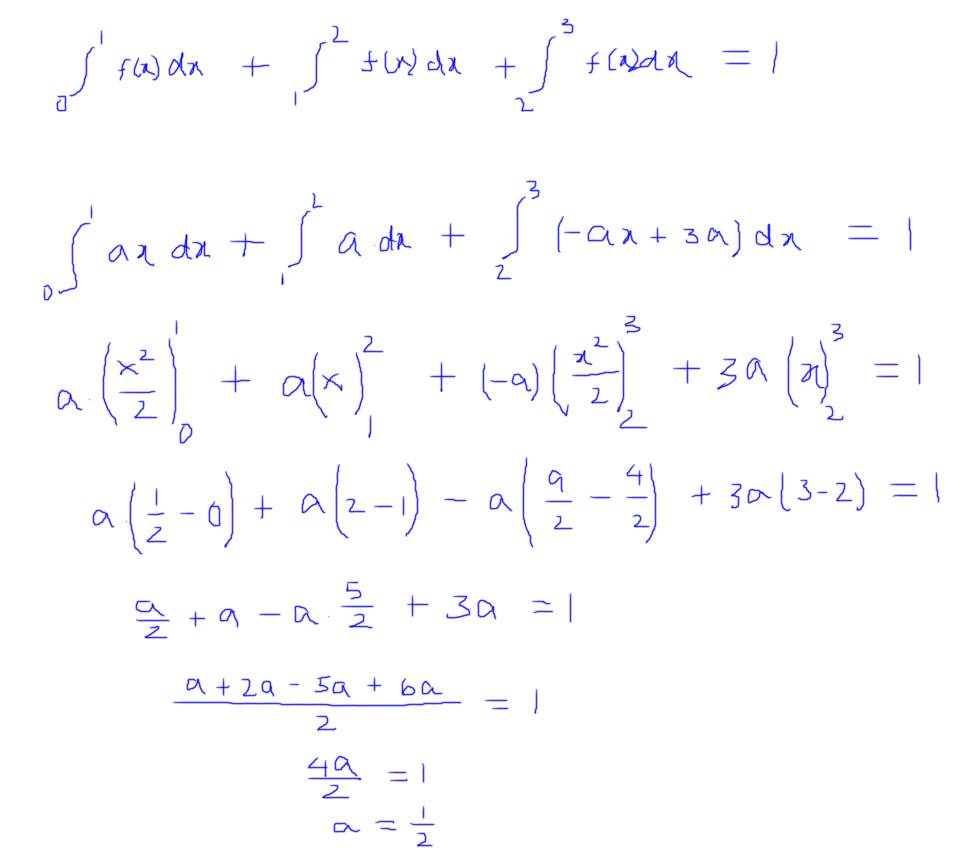 ∫₀¹ f(x) dx + ∫₁² f(x) dx + ∫₂³ f(x) dx = 1
∫₀¹ ax dx + ∫₁² a dx + ∫₂³ (-ax + 3a) dx = 1
a (x²/2)₀¹ + a(x)₁² + (-a) (x²/2)₂³ + 3a (x)₂³ = 1
a (1/2 - 0) + a (2-1) - a (9/2 - 4/2) + 3a (3-2) = 1
a/2 + a - a · 5/2 + 3a = 1
(a + 2a - 5a + 6a)/2 = 1
4a/2 = 1
a = 1/2